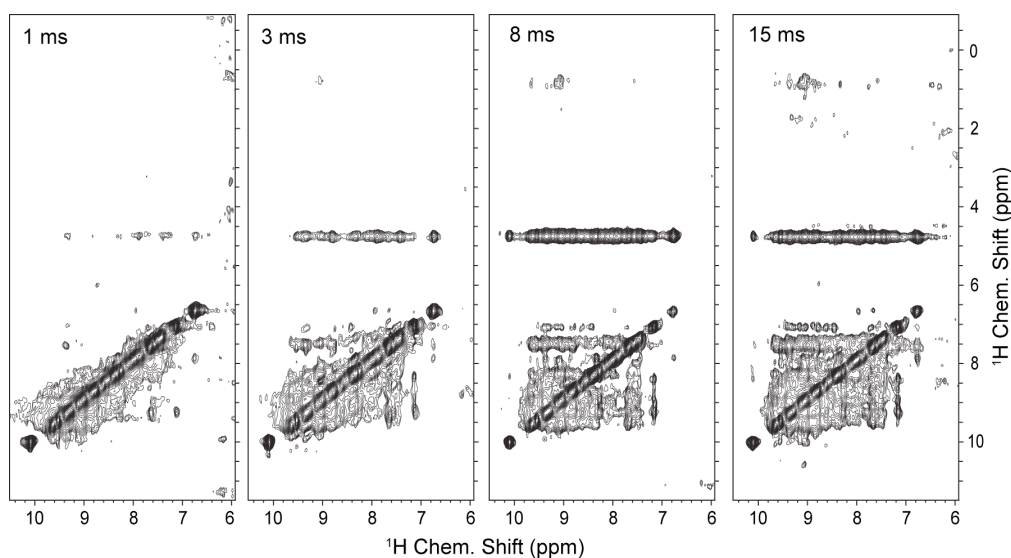 1 ms
3 ms
8 ms
15 ms
0
2
4
6
8
10
¹H Chem. Shift (ppm)
10 9 8 7 6 10 9 8 7 6 10 9 8 7 6 10 9 8 7 6
¹H Chem. Shift (ppm)